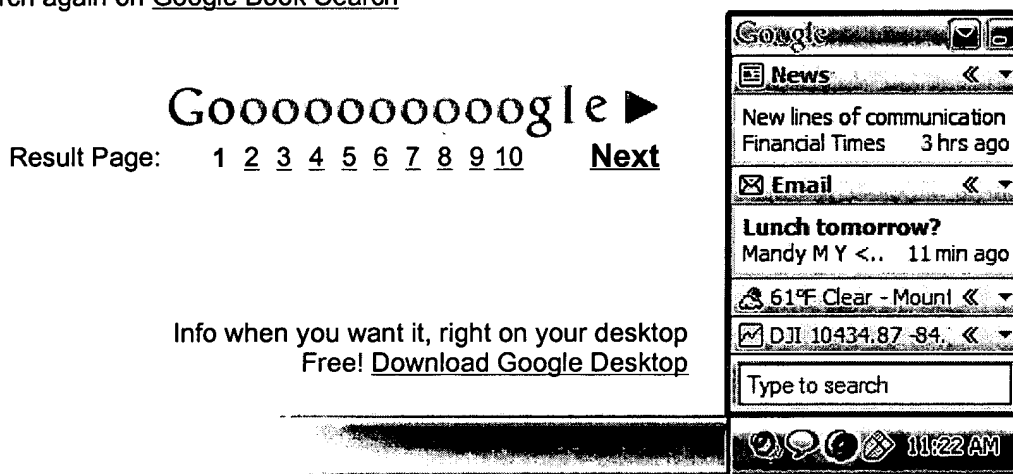 again on Google Book Search
Goooooooooogle ►
Result Page: 1 2 3 4 5 6 7 8 9 10 Next
Info when you want it, right on your desktop
Free! Download Google Desktop
Google
News
New lines of communication
Financial Times 3 hrs ago
Email
Lunch tomorrow?
Mandy M Y <.. 11 min ago
61°F Clear - Mount
DJI 10434.87 -84.
Type to search
11:22 AM